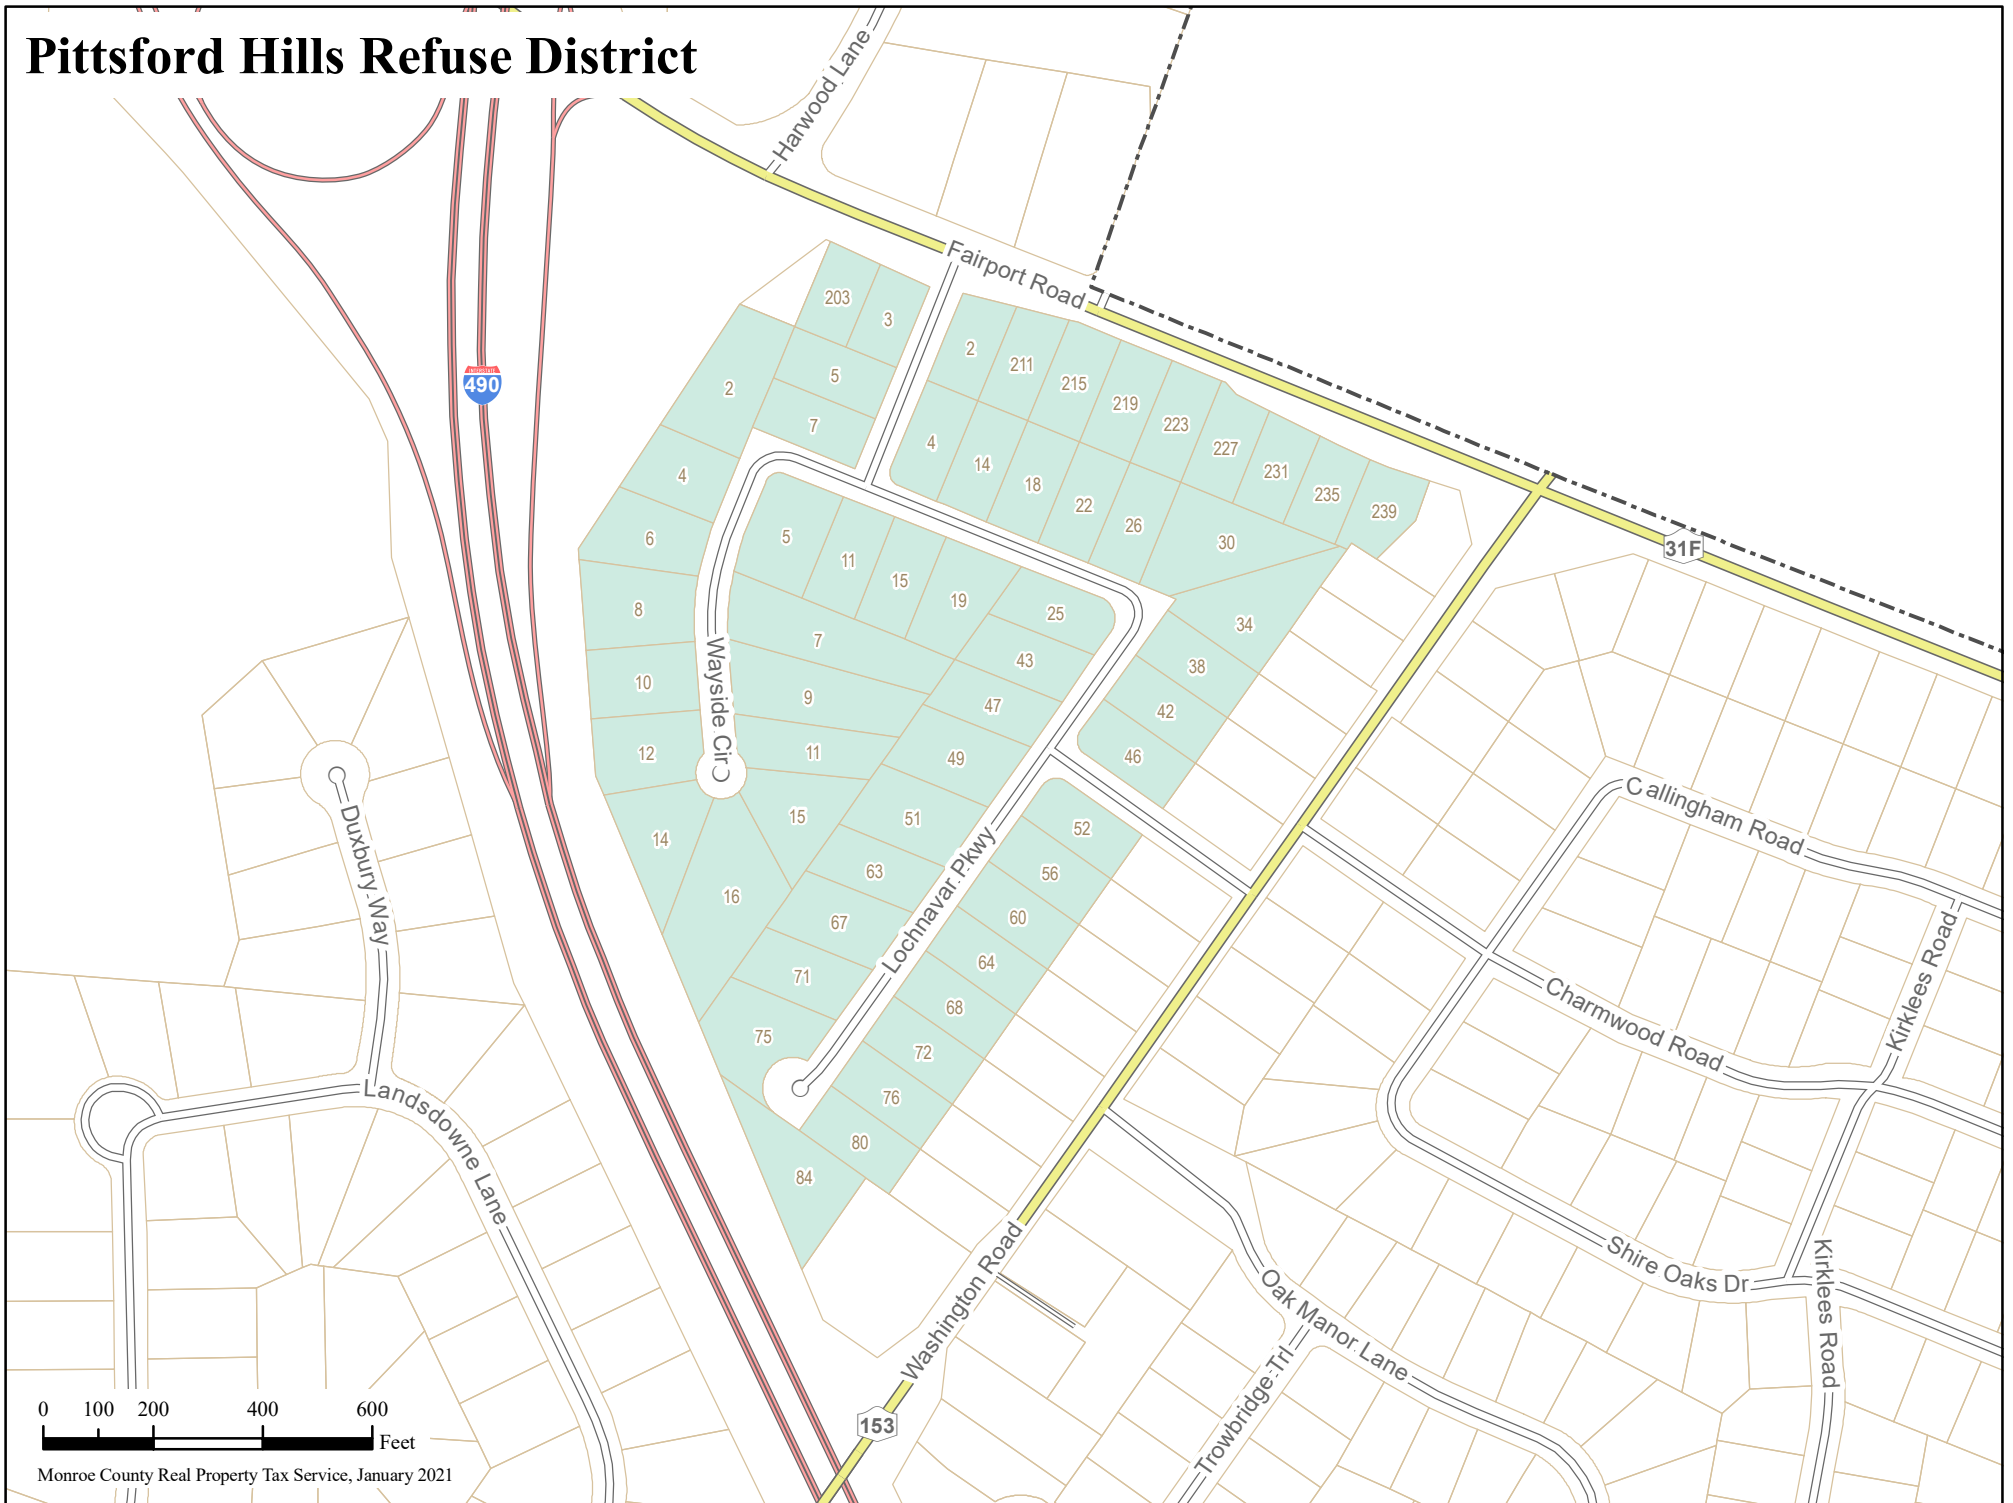 Pittsford Hills Refuse District
Harwood Lane
Fairport Road
INTERSTATE
490
31F
203
3
5
7
2
4
6
8
10
12
14
16
2
211
215
219
223
227
231
235
239
4
14
18
22
26
30
34
38
42
46
5
11
15
19
25
43
47
49
51
63
67
71
75
7
9
11
15
52
56
60
64
68
72
76
80
84
Wayside Cir
Lochnavar Pkwy
Duxbury Way
Landsdowne Lane
Callingham Road
Charmwood Road
Kirklees Road
Shire Oaks Dr
Kirklees Road
Oak Manor Lane
Trowbridge Trl
Washington Road
153
0 100 200 400 600
Feet
Monroe County Real Property Tax Service, January 2021